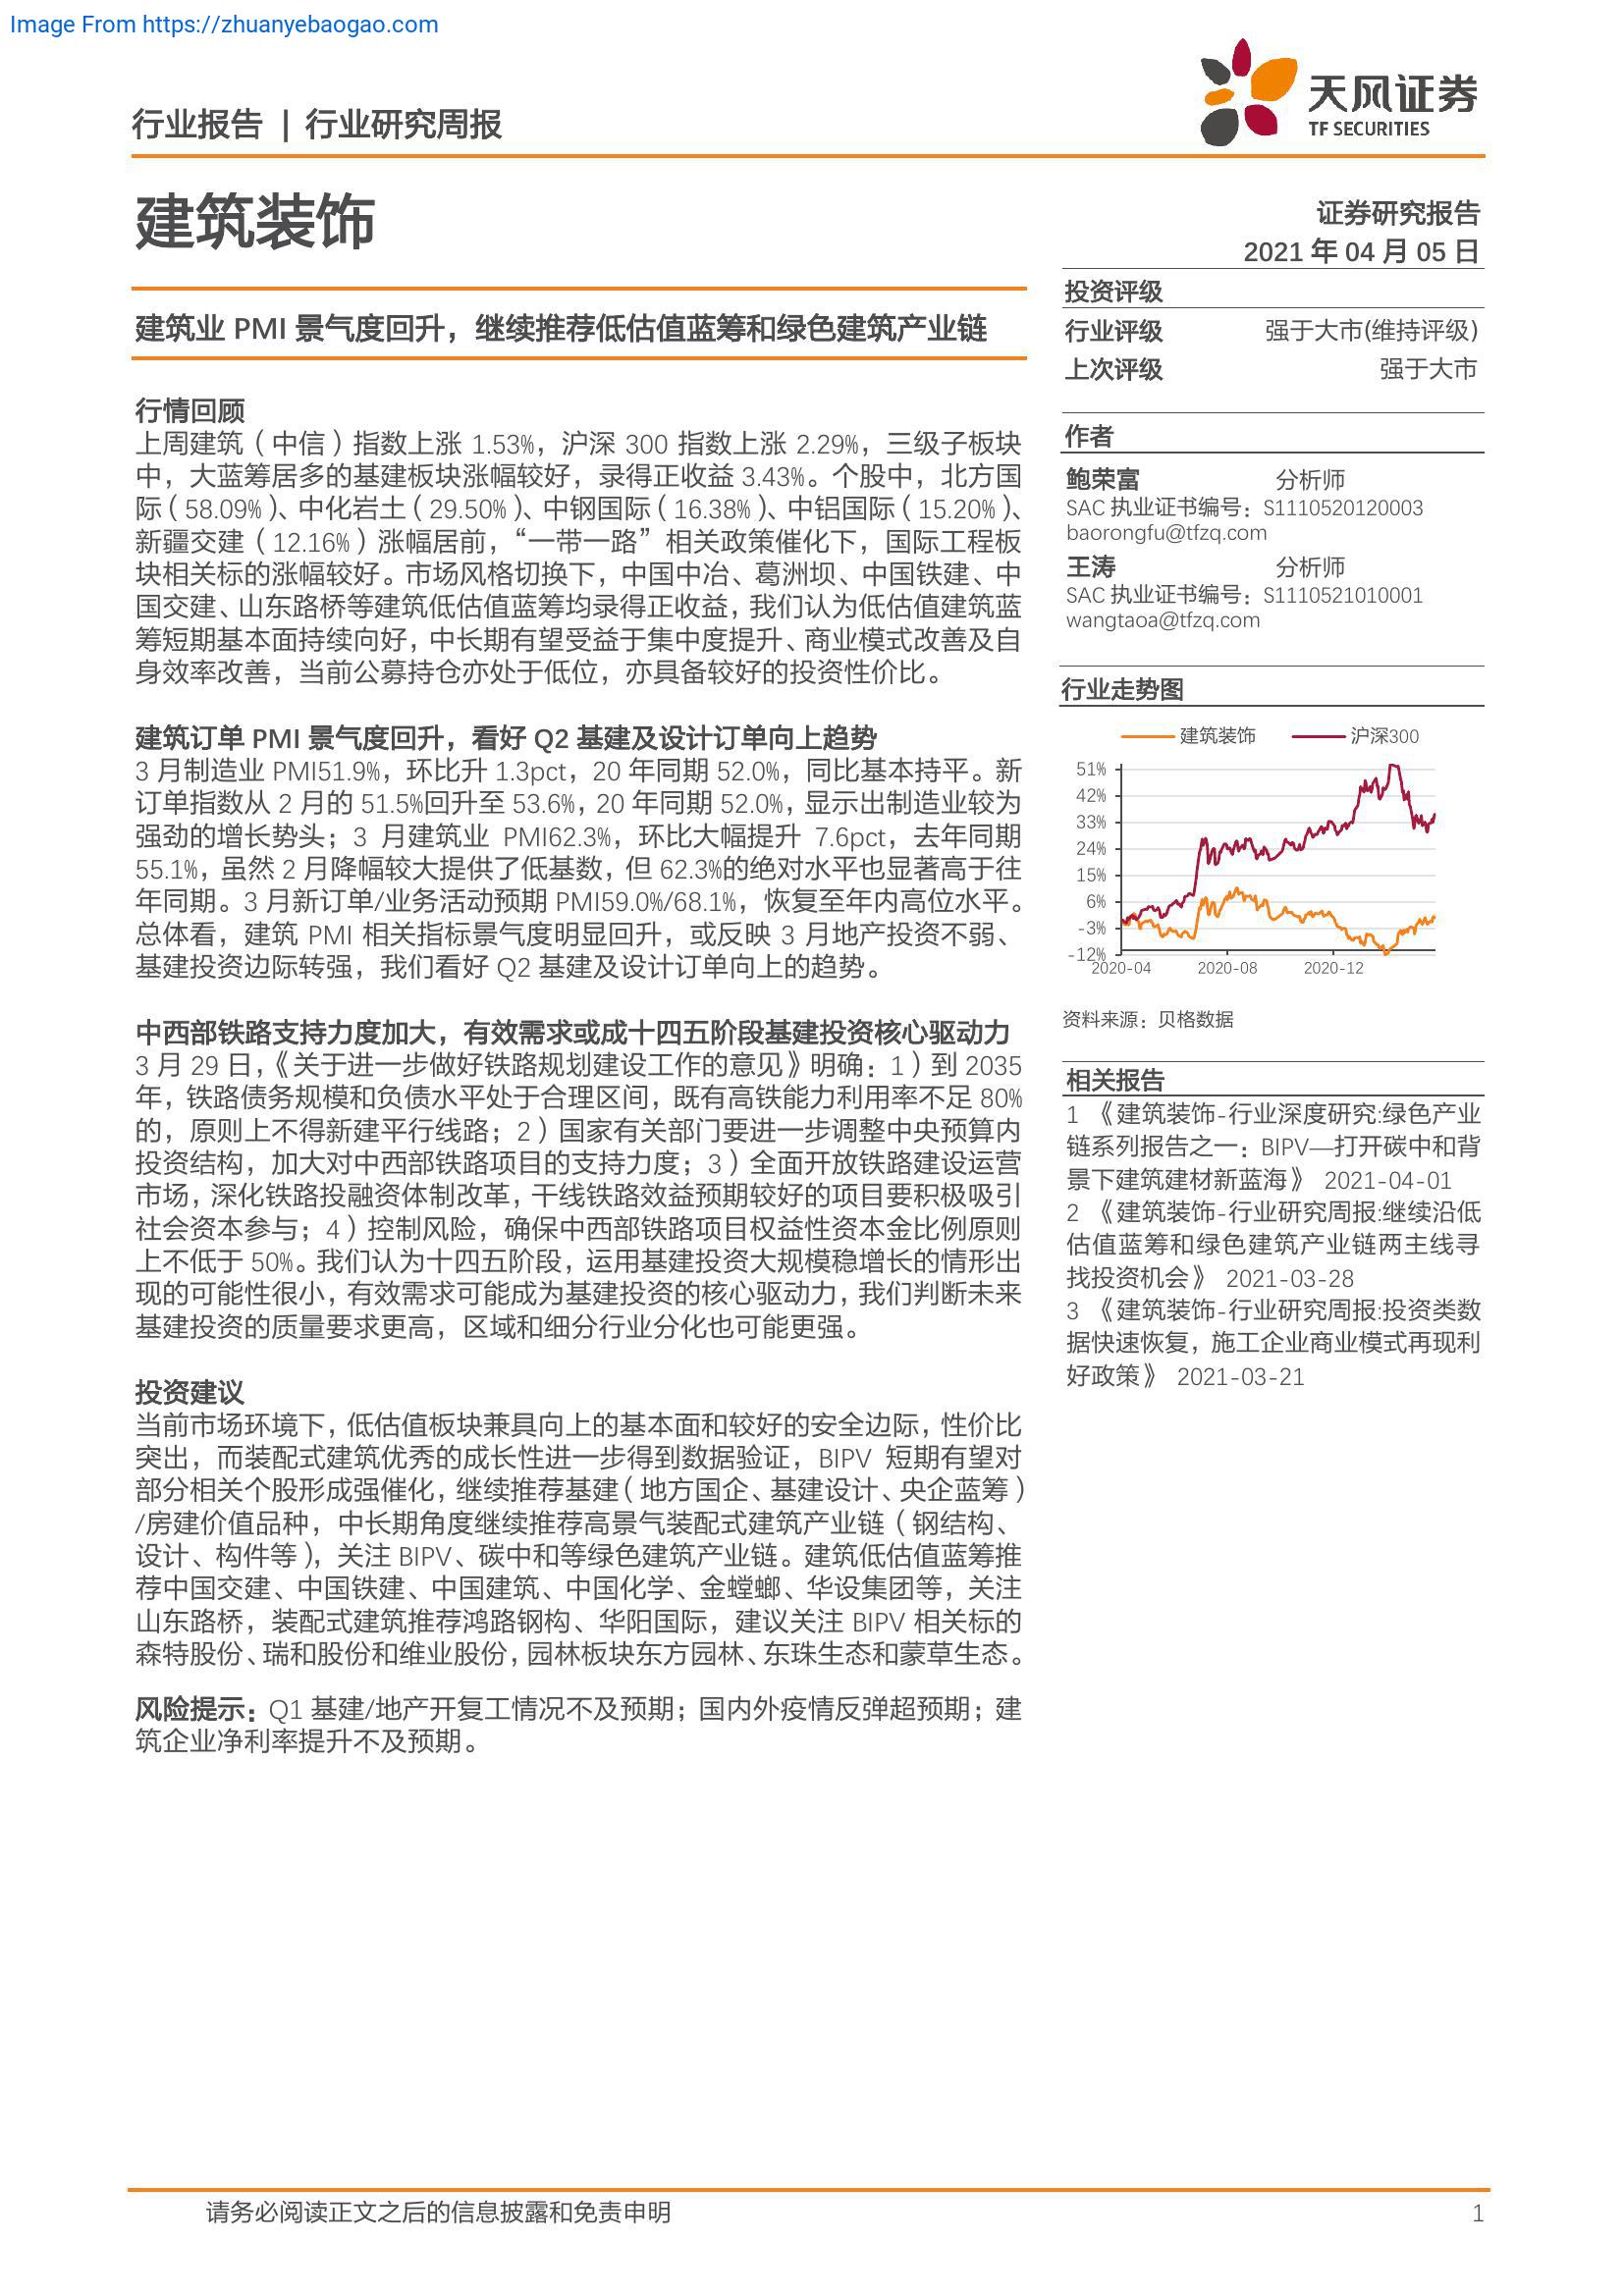 Image From https://zhuanyebaogao.com
行业报告 | 行业研究周报
天风证券
TF SECURITIES
建筑装饰
证券研究报告
2021 年 04 月 05 日
建筑业 PMI 景气度回升，继续推荐低估值蓝筹和绿色建筑产业链
行情回顾
上周建筑（中信）指数上涨 1.53%，沪深 300 指数上涨 2.29%，三级子板块
中，大蓝筹居多的基建板块涨幅较好，录得正收益 3.43%。个股中，北方国
际（58.09%）、中化岩土（29.50%）、中钢国际（16.38%）、中铝国际（15.20%）、
新疆交建（12.16%）涨幅居前，“一带一路”相关政策催化下，国际工程板
块相关标的涨幅较好。市场风格切换下，中国中冶、葛洲坝、中国铁建、中
国交建、山东路桥等建筑低估值蓝筹均录得正收益，我们认为低估值建筑蓝
筹短期基本面持续向好，中长期有望受益于集中度提升、商业模式改善及自
身效率改善，当前公募持仓亦处于低位，亦具备较好的投资性价比。
建筑订单 PMI 景气度回升，看好 Q2 基建及设计订单向上趋势
3 月制造业 PMI51.9%，环比升 1.3pct，20 年同期 52.0%，同比基本持平。新
订单指数从 2 月的 51.5%回升至 53.6%，20 年同期 52.0%，显示出制造业较为
强劲的增长势头；3 月建筑业 PMI62.3%，环比大幅提升 7.6pct，去年同期
55.1%，虽然 2 月降幅较大提供了低基数，但 62.3%的绝对水平也显著高于往
年同期。3 月新订单/业务活动预期 PMI59.0%/68.1%，恢复至年内高位水平。
总体看，建筑 PMI 相关指标景气度明显回升，或反映 3 月地产投资不弱、
基建投资边际转强，我们看好 Q2 基建及设计订单向上的趋势。
中西部铁路支持力度加大，有效需求或成十四五阶段基建投资核心驱动力
3 月 29 日，《关于进一步做好铁路规划建设工作的意见》明确：1）到 2035
年，铁路债务规模和负债水平处于合理区间，既有高铁能力利用率不足 80%
的，原则上不得新建平行线路；2）国家有关部门要进一步调整中央预算内
投资结构，加大对中西部铁路项目的支持力度；3）全面开放铁路建设运营
市场，深化铁路投融资体制改革，干线铁路效益预期较好的项目要积极吸引
社会资本参与；4）控制风险，确保中西部铁路项目权益性资本金比例原则
上不低于 50%。我们认为十四五阶段，运用基建投资大规模稳增长的情形出
现的可能性很小，有效需求可能成为基建投资的核心驱动力，我们判断未来
基建投资的质量要求更高，区域和细分行业分化也可能更强。
投资建议
当前市场环境下，低估值板块兼具向上的基本面和较好的安全边际，性价比
突出，而装配式建筑优秀的成长性进一步得到数据验证，BIPV 短期有望对
部分相关个股形成强催化，继续推荐基建（地方国企、基建设计、央企蓝筹）
/房建价值品种，中长期角度继续推荐高景气装配式建筑产业链（钢结构、
设计、构件等），关注 BIPV、碳中和等绿色建筑产业链。建筑低估值蓝筹推
荐中国交建、中国铁建、中国建筑、中国化学、金螳螂、华设集团等，关注
山东路桥，装配式建筑推荐鸿路钢构、华阳国际，建议关注 BIPV 相关标的
森特股份、瑞和股份和维业股份，园林板块东方园林、东珠生态和蒙草生态。
风险提示：Q1 基建/地产开复工情况不及预期；国内外疫情反弹超预期；建
筑企业净利率提升不及预期。
投资评级
行业评级 强于大市(维持评级)
上次评级 强于大市
作者
鲍荣富 分析师
SAC 执业证书编号：S1110520120003
baorongfu@tfzq.com
王涛 分析师
SAC 执业证书编号：S1110521010001
wangtaoa@tfzq.com
行业走势图
建筑装饰 沪深300
51%
42%
33%
24%
15%
6%
-3%
-12%
2020-04 2020-08 2020-12
资料来源：贝格数据
相关报告
1 《建筑装饰-行业深度研究:绿色产业
链系列报告之一：BIPV—打开碳中和背
景下建筑建材新蓝海》 2021-04-01
2 《建筑装饰-行业研究周报:继续沿低
估值蓝筹和绿色建筑产业链两主线寻
找投资机会》 2021-03-28
3 《建筑装饰-行业研究周报:投资类数
据快速恢复，施工企业商业模式再现利
好政策》 2021-03-21
请务必阅读正文之后的信息披露和免责申明 1